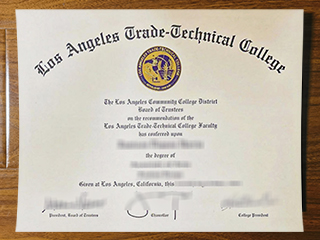 Los Angeles Trade-Technical College
The Los Angeles Community College District
Board of Trustees
on the recommendation of the
Los Angeles Trade-Technical College Faculty
has conferred upon
the degree of
Given at Los Angeles, California, this
President, Board of Trustees Chancellor College President